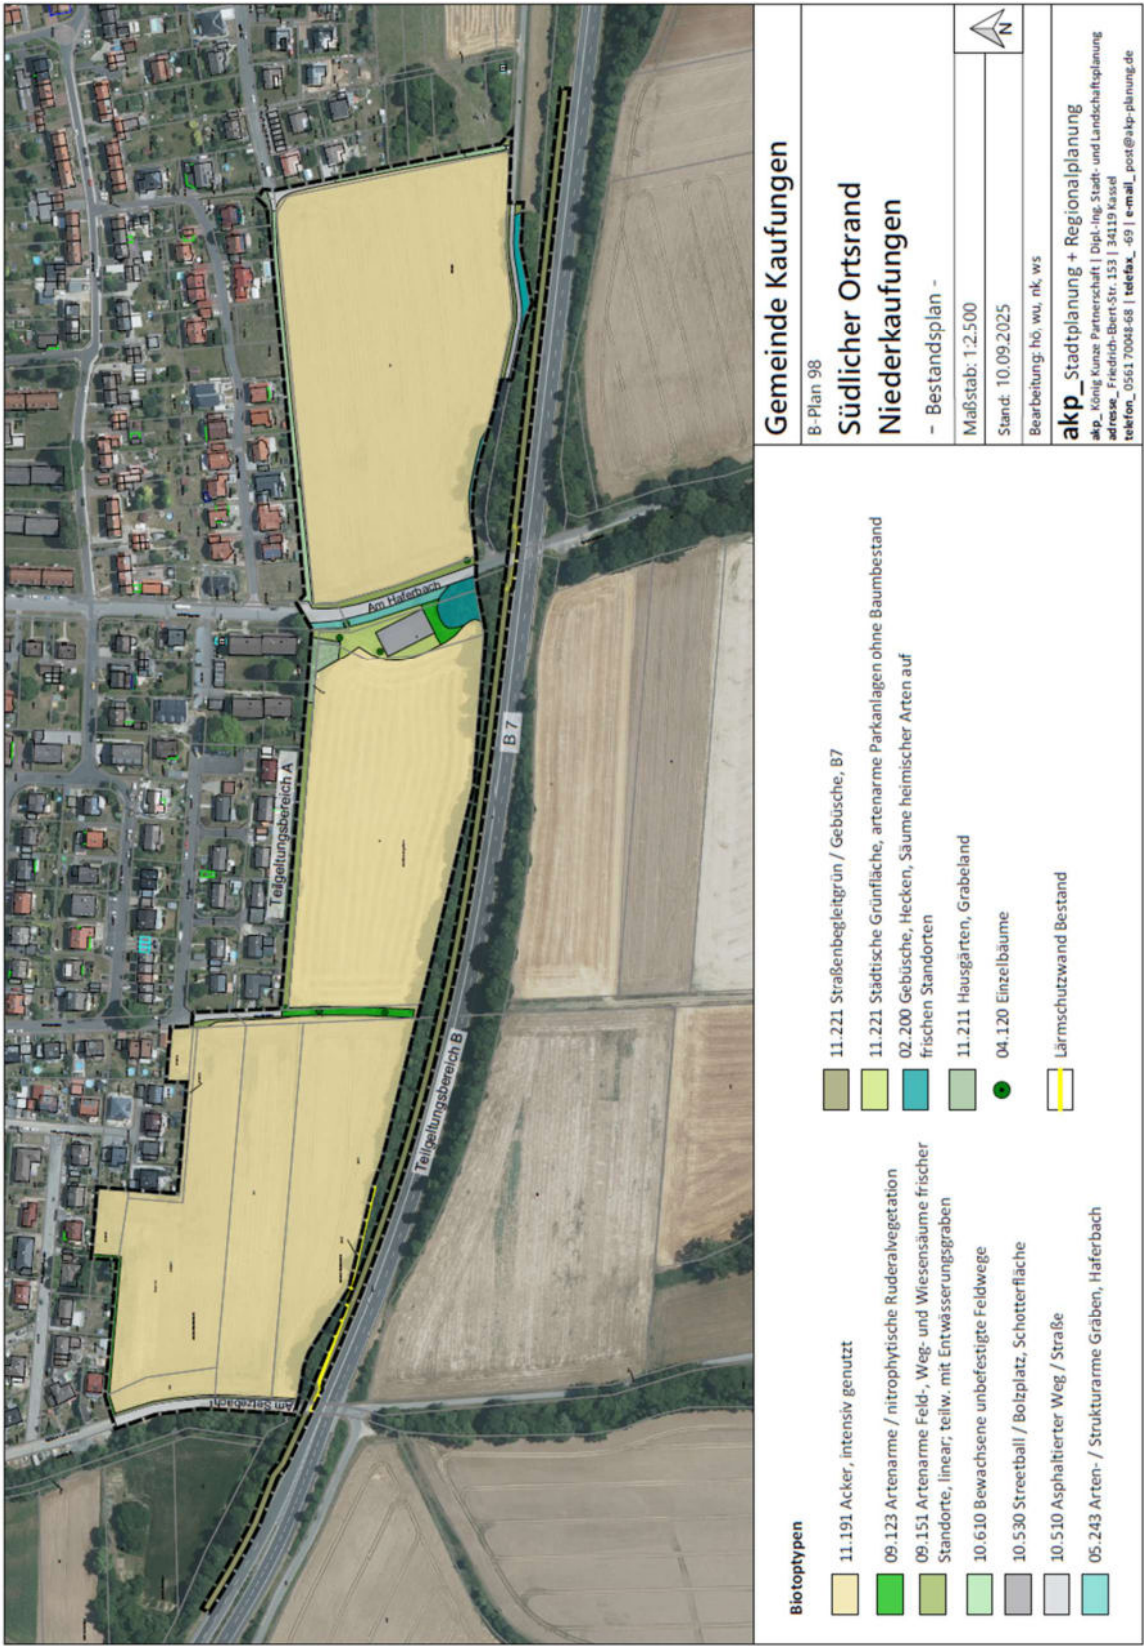 Teilgeltungsbereich A
Teilgeltungsbereich B
Am Setzebach
Am Haferbach
B 7
Biotoptypen
11.191 Acker, intensiv genutzt
09.123 Artenarme / nitrophytische Ruderalvegetation
09.151 Artenarme Feld-, Weg- und Wiesensäume frischer
Standorte, linear; teilw. mit Entwässerungsgraben
10.610 Bewachsene unbefestigte Feldwege
10.530 Streetball / Bolzplatz, Schotterfläche
10.510 Asphaltierter Weg / Straße
05.243 Arten- / Strukturarme Gräben, Haferbach
11.221 Straßenbegleitgrün / Gebüsche, B7
11.221 Städtische Grünfläche, artenarme Parkanlagen ohne Baumbestand
02.200 Gebüsche, Hecken, Säume heimischer Arten auf
frischen Standorten
11.211 Hausgärten, Grabeland
04.120 Einzelbäume
Lärmschutzwand Bestand
Gemeinde Kaufungen
B-Plan 98
Südlicher Ortsrand
Niederkaufungen
– Bestandsplan -
Maßstab: 1:2.500
Stand: 10.09.2025
Bearbeitung: hö, wu, nk, ws
N
akp_ Stadtplanung + Regionalplanung
akp_ König Kunze Partnerschaft | Dipl.-Ing. Stadt- und Landschaftsplanung
adresse_ Friedrich-Ebert-Str. 153 | 34119 Kassel
telefon_ 0561 70048-68 | telefax_ -69 | e-mail_ post@akp-planung.de